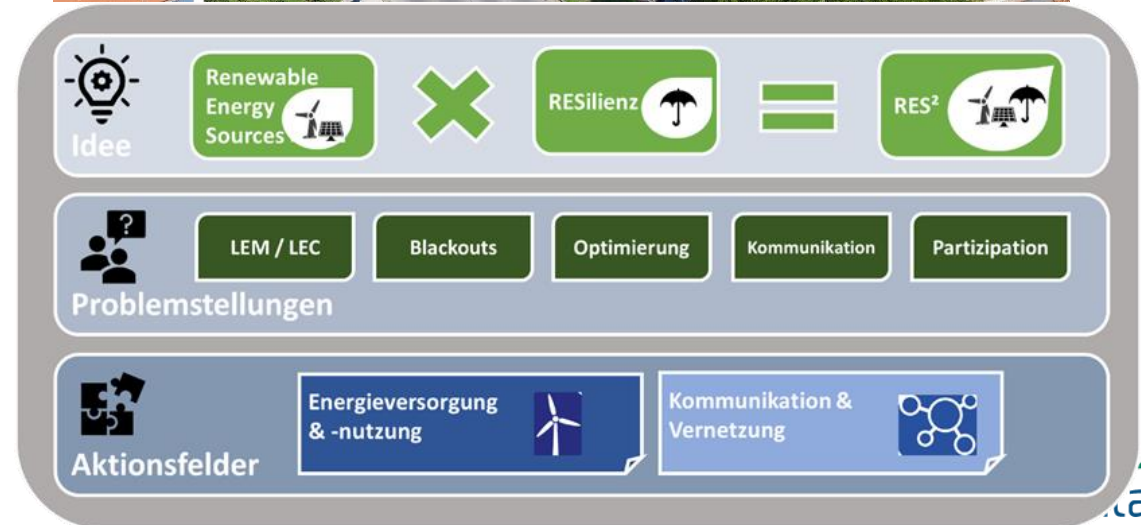 Renewable
Energy
Sources
RESilienz
RES²
Idee
?
LEM / LEC
Blackouts
Optimierung
Kommunikation
Partizipation
Problemstellungen
Energieversorgung
& -nutzung
Kommunikation &
Vernetzung
Aktionsfelder